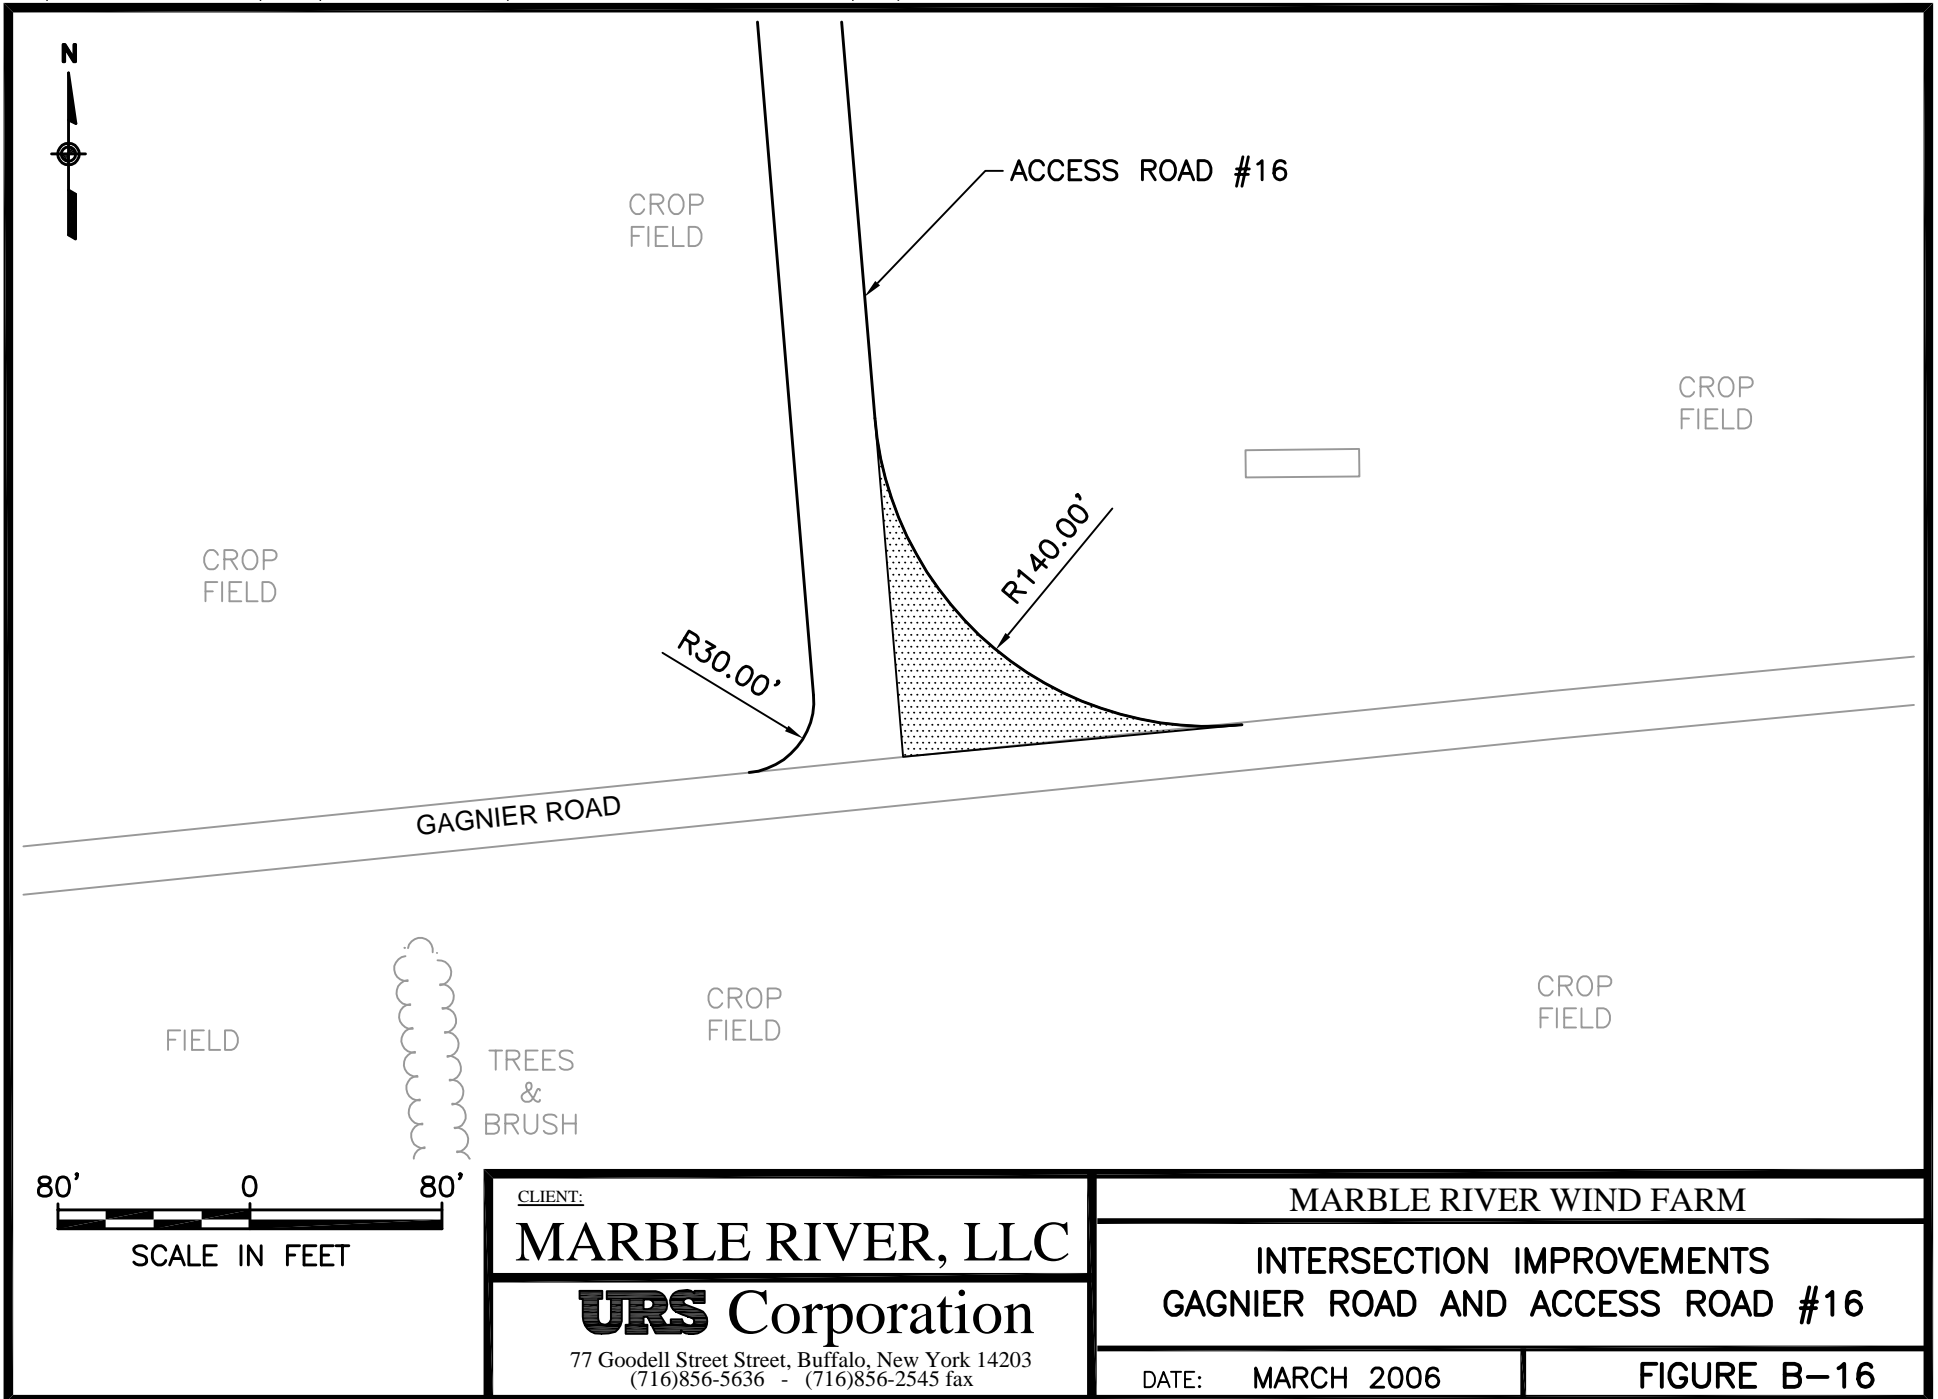 N
ACCESS ROAD #16
CROP
FIELD
CROP
FIELD
CROP
FIELD
R140.00'
R30.00'
GAGNIER ROAD
CROP
FIELD
CROP
FIELD
FIELD
TREES
&
BRUSH
80' 0 80'
SCALE IN FEET
CLIENT:
MARBLE RIVER, LLC
URS Corporation
77 Goodell Street Street, Buffalo, New York 14203
(716)856-5636 - (716)856-2545 fax
MARBLE RIVER WIND FARM
INTERSECTION IMPROVEMENTS
GAGNIER ROAD AND ACCESS ROAD #16
DATE: MARCH 2006
FIGURE B-16